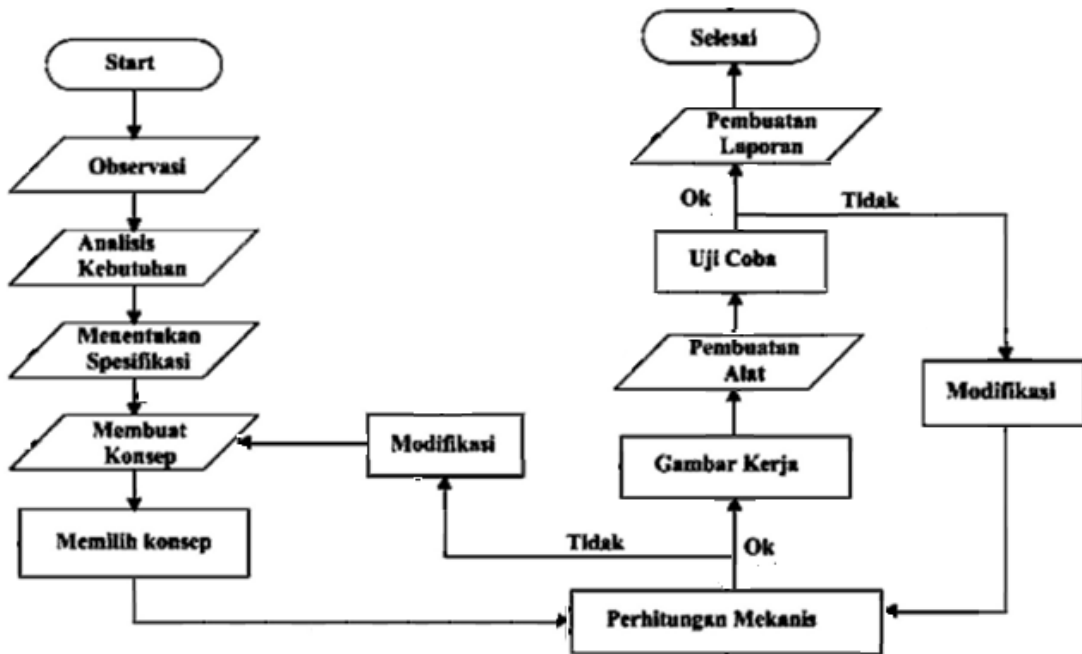 Start
Observasi
Analisis
Kebutuhan
Menentukan
Spesifikasi
Membuat
Konsep
Memilih konsep
Modifikasi
Tidak
Ok
Perhitungan Mekanis
Gambar Kerja
Pembuatan
Alat
Uji Coba
Ok
Tidak
Modifikasi
Pembuatan
Laporan
Selesai